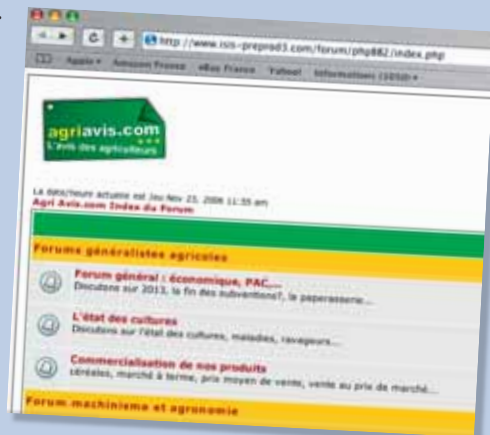 http://www.isis-preprod3.com/forum/php882/index.php
Apple Amazon France eBay France Yahoo! Informations (1050)
agriavis.com
L'avis des agriculteurs
La date/heure actuelle est Jeu Nov 23, 2006 11:55 am
Agri Avis.com Index du Forum
Forums généralistes agricoles
Forum général : économique, PAC,...
Discutons sur 2013, la fin des subventions?, la paperasserie...
L'état des cultures
Discutons sur l'état des cultures, maladies, ravageurs...
Commercialisation de nos produits
céréales, marché à terme, prix moyen de vente, vente au prix de marché...
Forum machinisme et agronomie